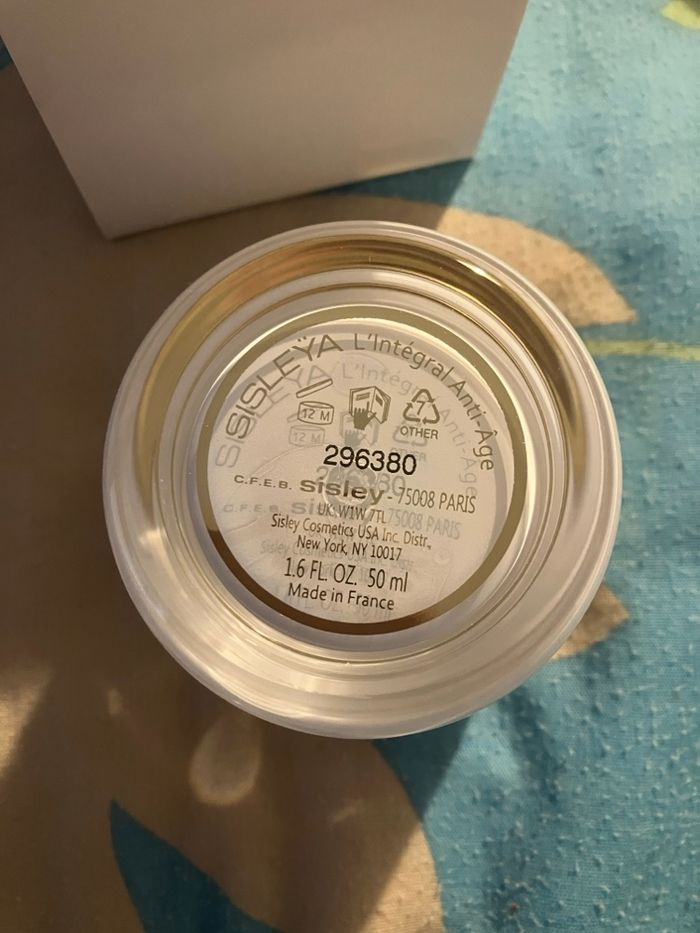 SISLEŸA L'Intégral Anti-Âge
12 M
7
OTHER
296380
C.F.E.B. sisley - 75008 PARIS
UK: W1W 7TL
Sisley Cosmetics USA Inc. Distr.,
New York, NY 10017
1.6 FL. OZ. 50 ml
Made in France